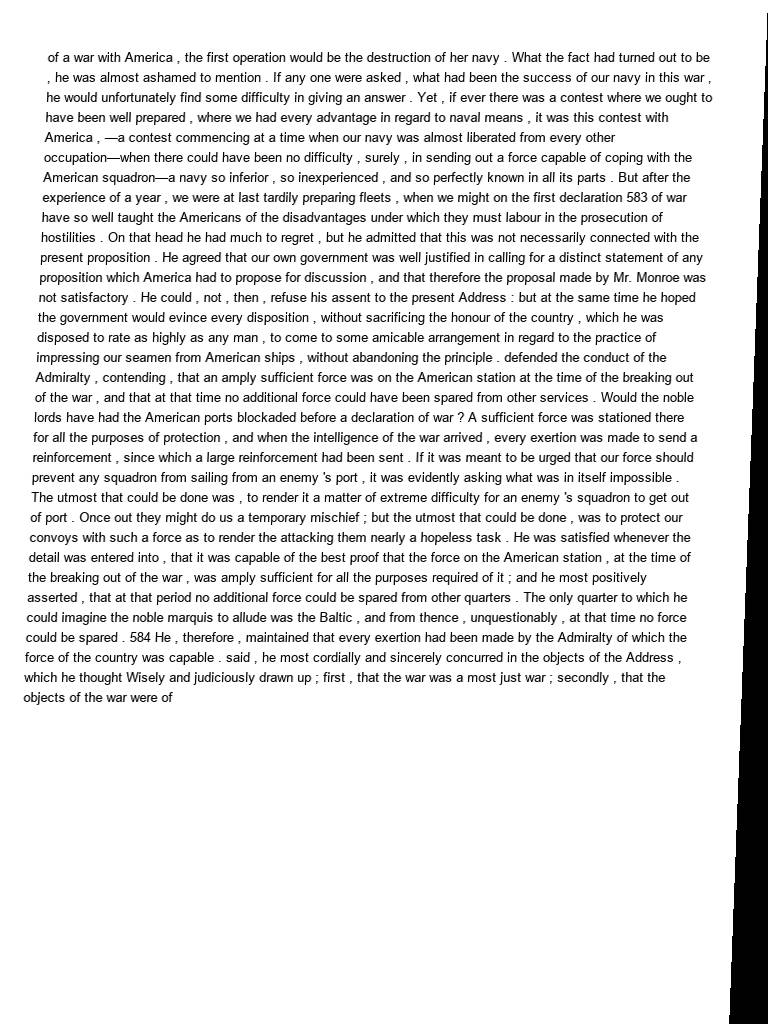 of a war with America , the first operation would be the destruction of her navy . What the fact had turned out to be
, he was almost ashamed to mention . If any one were asked , what had been the success of our navy in this war ,
he would unfortunately find some difficulty in giving an answer . Yet , if ever there was a contest where we ought to
have been well prepared , where we had every advantage in regard to naval means , it was this contest with
America , —a contest commencing at a time when our navy was almost liberated from every other
occupation—when there could have been no difficulty , surely , in sending out a force capable of coping with the
American squadron—a navy so inferior , so inexperienced , and so perfectly known in all its parts . But after the
experience of a year , we were at last tardily preparing fleets , when we might on the first declaration 583 of war
have so well taught the Americans of the disadvantages under which they must labour in the prosecution of
hostilities . On that head he had much to regret , but he admitted that this was not necessarily connected with the
present proposition . He agreed that our own government was well justified in calling for a distinct statement of any
proposition which America had to propose for discussion , and that therefore the proposal made by Mr. Monroe was
not satisfactory . He could , not , then , refuse his assent to the present Address : but at the same time he hoped
the government would evince every disposition , without sacrificing the honour of the country , which he was
disposed to rate as highly as any man , to come to some amicable arrangement in regard to the practice of
impressing our seamen from American ships , without abandoning the principle . defended the conduct of the
Admiralty , contending , that an amply sufficient force was on the American station at the time of the breaking out
of the war , and that at that time no additional force could have been spared from other services . Would the noble
lords have had the American ports blockaded before a declaration of war ? A sufficient force was stationed there
for all the purposes of protection , and when the intelligence of the war arrived , every exertion was made to send a
reinforcement , since which a large reinforcement had been sent . If it was meant to be urged that our force should
prevent any squadron from sailing from an enemy 's port , it was evidently asking what was in itself impossible .
The utmost that could be done was , to render it a matter of extreme difficulty for an enemy 's squadron to get out
of port . Once out they might do us a temporary mischief ; but the utmost that could be done , was to protect our
convoys with such a force as to render the attacking them nearly a hopeless task . He was satisfied whenever the
detail was entered into , that it was capable of the best proof that the force on the American station , at the time of
the breaking out of the war , was amply sufficient for all the purposes required of it ; and he most positively
asserted , that at that period no additional force could be spared from other quarters . The only quarter to which he
could imagine the noble marquis to allude was the Baltic , and from thence , unquestionably , at that time no force
could be spared . 584 He , therefore , maintained that every exertion had been made by the Admiralty of which the
force of the country was capable . said , he most cordially and sincerely concurred in the objects of the Address ,
which he thought Wisely and judiciously drawn up ; first , that the war was a most just war ; secondly , that the
objects of the war were of